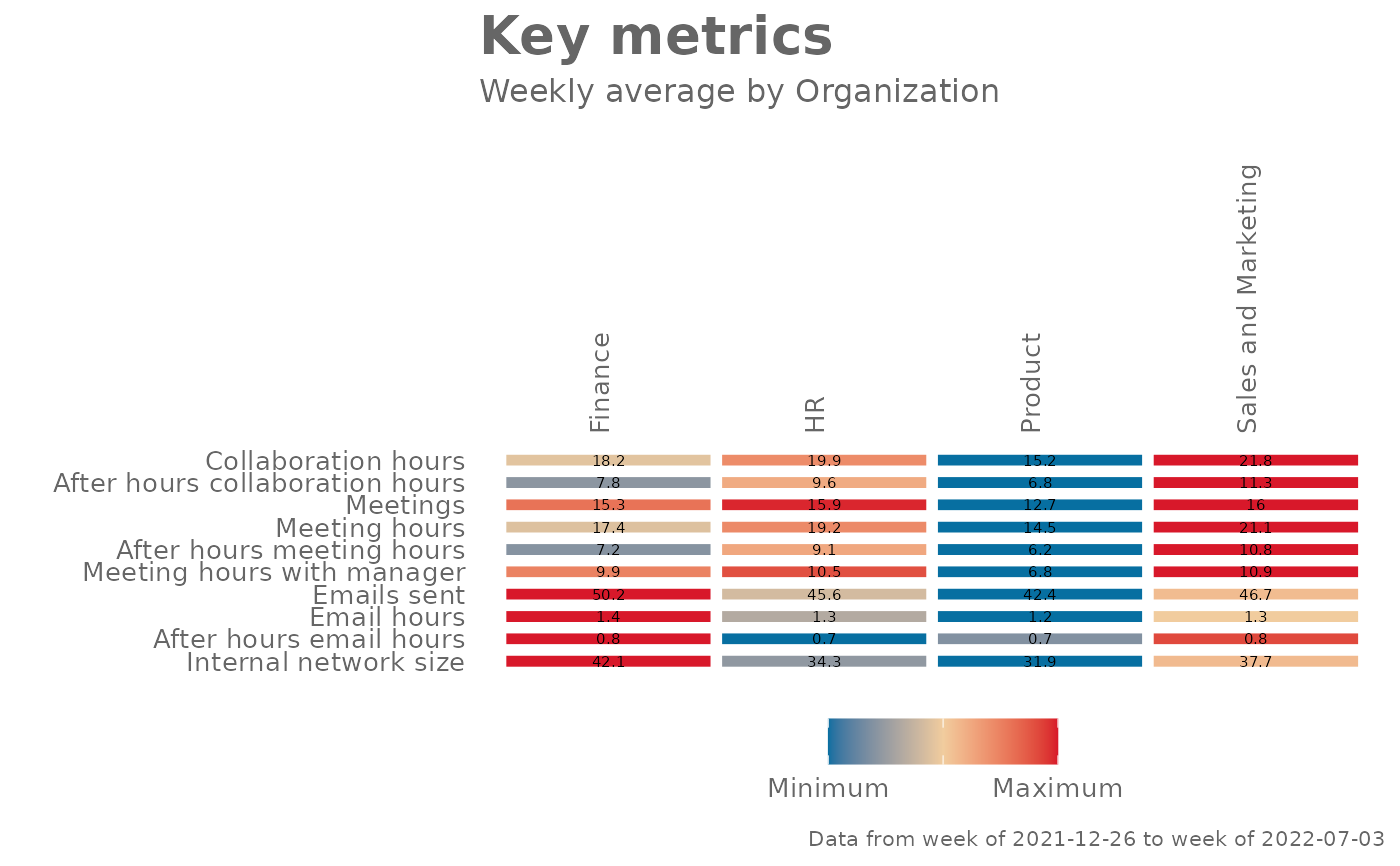 Key metrics
Weekly average by Organization
Finance
HR
Product
Sales and Marketing
Collaboration hours 18.2 19.9 15.2 21.8
After hours collaboration hours 7.8 9.6 6.8 11.3
Meetings 15.3 15.9 12.7 16
Meeting hours 17.4 19.2 14.5 21.1
After hours meeting hours 7.2 9.1 6.2 10.8
Meeting hours with manager 9.9 10.5 6.8 10.9
Emails sent 50.2 45.6 42.4 46.7
Email hours 1.4 1.3 1.2 1.3
After hours email hours 0.8 0.7 0.7 0.8
Internal network size 42.1 34.3 31.9 37.7
Minimum Maximum
Data from week of 2021-12-26 to week of 2022-07-03